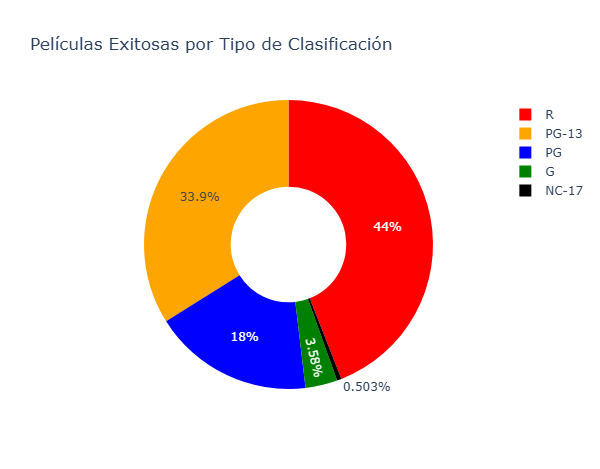 Películas Exitosas por Tipo de Clasificación
R
PG-13
PG
G
NC-17
33.9%
44%
18%
3.58%
0.503%